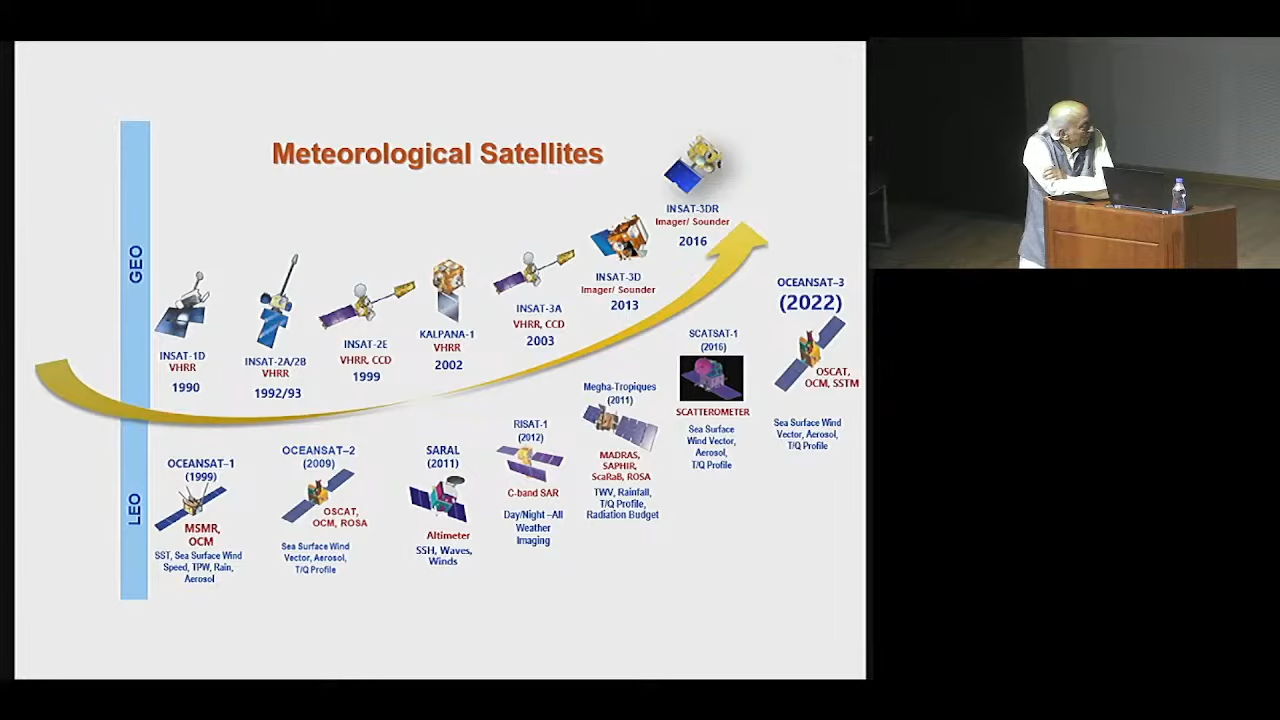 Meteorological Satellites
GEO
INSAT-1D
VHRR
1990
INSAT-2A/2B
VHRR
1992/93
INSAT-2E
VHRR, CCD
1999
KALPANA-1
VHRR
2002
INSAT-3A
VHRR, CCD
2003
INSAT-3D
Imager/ Sounder
2013
INSAT-3DR
Imager/ Sounder
2016
LEO
OCEANSAT–1
(1999)
MSMR,
OCM
SST, Sea Surface Wind
Speed, TPW, Rain,
Aerosol
OCEANSAT–2
(2009)
OSCAT,
OCM, ROSA
Sea Surface Wind
Vector, Aerosol,
T/Q Profile
SARAL
(2011)
Altimeter
SSH, Waves,
Winds
RISAT-1
(2012)
C-band SAR
Day/Night –All
Weather
Imaging
Megha-Tropiques
(2011)
MADRAS,
SAPHIR,
ScaRaB, ROSA
TWV, Rainfall,
T/Q Profile,
Radiation Budget
SCATSAT-1
(2016)
SCATTEROMETER
Sea Surface
Wind Vector,
Aerosol,
T/Q Profile
OCEANSAT–3
(2022)
OSCAT,
OCM, SSTM
Sea Surface Wind
Vector, Aerosol,
T/Q Profile